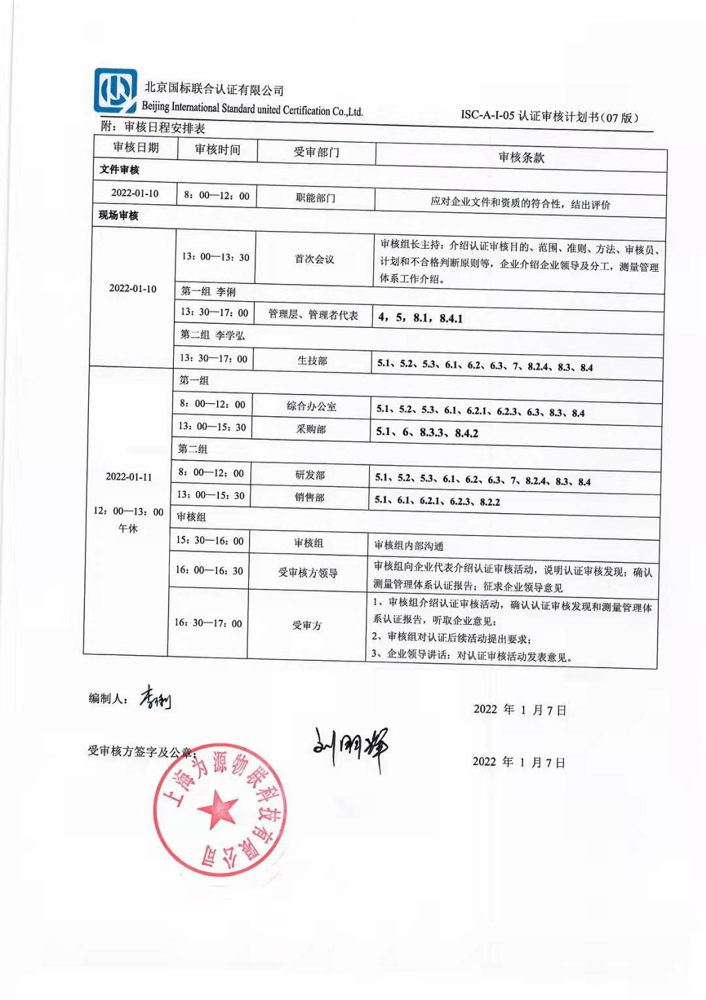 北京国标联合认证有限公司
Beijing International Standard united Certification Co.,Ltd.
ISC-A-I-05 认证审核计划书(07 版)
附：审核日程安排表
审核日期 审核时间 受审部门 审核条款
文件审核
2022-01-10 8：00—12：00 职能部门 应对企业文件和资质的符合性，结出评价
现场审核
2022-01-10
13：00—13：30 首次会议
审核组长主持：介绍认证审核目的、范围、准则、方法、审核员、
计划和不合格判断原则等，企业介绍企业领导及分工，测量管理
体系工作介绍。
第一组 李俐
13：30—17：00 管理层、管理者代表 4，5，8.1，8.4.1
第二组 李学弘
13：30—17：00 生技部 5.1、5.2、5.3、6.1、6.2、6.3、7、8.2.4、8.3、8.4
2022-01-11
12：00—13：00
午休
第一组
8：00—12：00 综合办公室 5.1、5.2、5.3、6.1、6.2.1、6.2.3、6.3、8.3、8.4
13：00—15：30 采购部 5.1、6、8.3.3、8.4.2
第二组
8：00—12：00 研发部 5.1、5.2、5.3、6.1、6.2、6.3、7、8.2.4、8.3、8.4
13：00—15：30 销售部 5.1、6.1、6.2.1、6.2.3、8.2.2
审核组
15：30—16：00 审核组 审核组内部沟通
16：00—16：30 受审核方领导
审核组向企业代表介绍认证审核活动，说明认证审核发现；确认
测量管理体系认证报告；征求企业领导意见
16：30—17：00 受审方
1、审核组介绍认证审核活动，确认认证审核发现和测量管理体
系认证报告，听取企业意见；
2、审核组对认证后续活动提出要求；
3、企业领导讲话：对认证审核活动发表意见。
编制人： 李俐
2022 年 1 月 7 日
受审核方签字及公章： 刘明辉
2022 年 1 月 7 日
上海为源物联科技有限公司